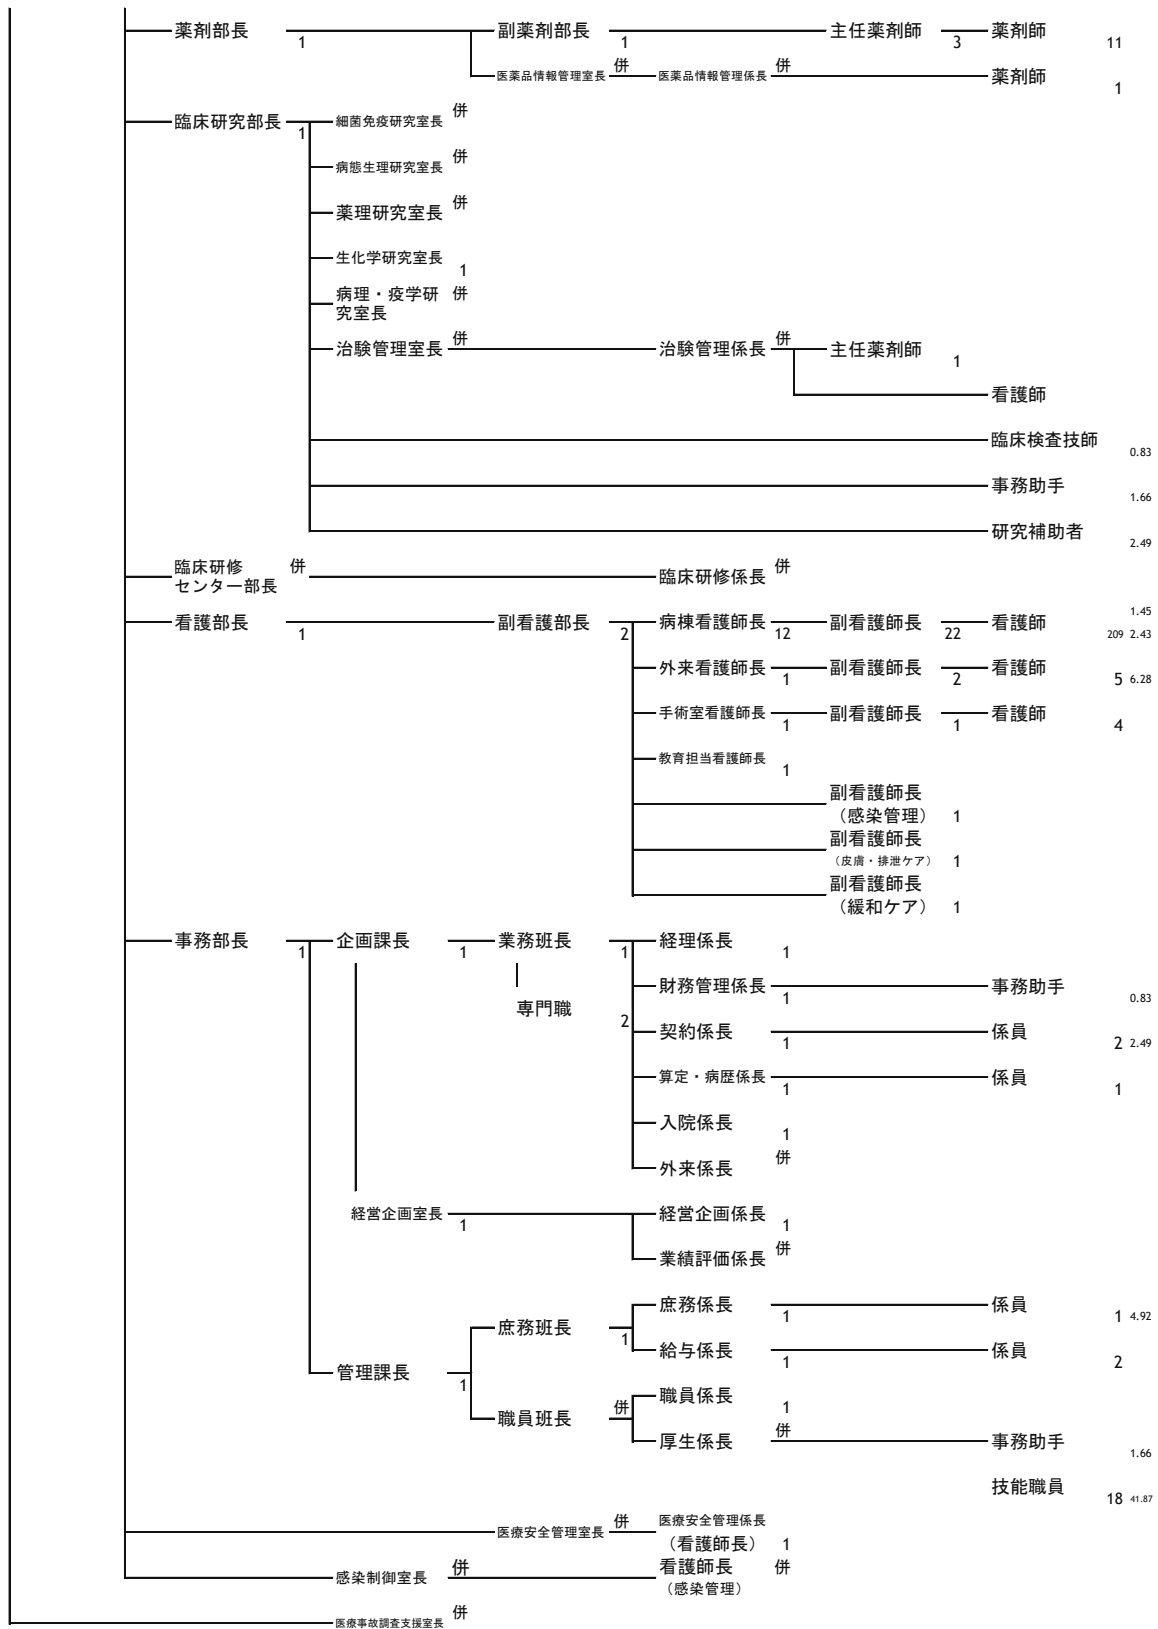 薬剤部長 1 副薬剤部長 1 主任薬剤師 3 薬剤師 11
医薬品情報管理室長 併 医薬品情報管理係長 併 薬剤師 1
臨床研究部長 1 細菌免疫研究室長 併
病態生理研究室長 併
薬理研究室長 併
生化学研究室長 1
病理・疫学研 併
究室長
治験管理室長 併 治験管理係長 併 主任薬剤師 1
看護師
臨床検査技師 0.83
事務助手 1.66
研究補助者 2.49
臨床研修 併
センター部長 臨床研修係長 併
看護部長 1 副看護部長 2 病棟看護師長 12 副看護師長 22 看護師 1.45
209 2.43
外来看護師長 1 副看護師長 2 看護師 5 6.28
手術室看護師長 1 副看護師長 1 看護師 4
教育担当看護師長 1
副看護師長
（感染管理） 1
副看護師長
（皮膚・排泄ケア） 1
副看護師長
（緩和ケア） 1
事務部長 1 企画課長 1 業務班長 1 経理係長 1
財務管理係長 1 事務助手 0.83
専門職 2
契約係長 1 係員 2 2.49
算定・病歴係長 1 係員 1
入院係長 1
外来係長 併
経営企画室長 1 経営企画係長 1
業績評価係長 併
庶務係長 1 係員 1 4.92
庶務班長 1
給与係長 1 係員 2
管理課長 1
職員係長 1
職員班長 併
厚生係長 併 事務助手 1.66
技能職員 18 41.87
医療安全管理室長 併 医療安全管理係長
（看護師長） 1
感染制御室長 併 看護師長 併
（感染管理）
医療事故調査支援室長 併